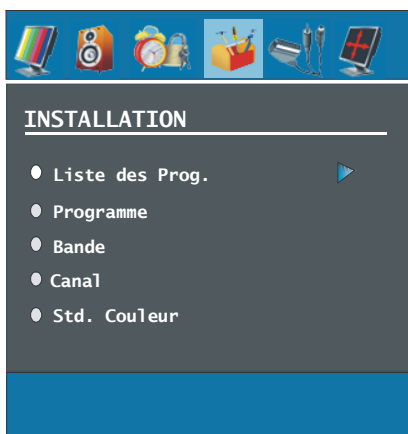 INSTALLATION
Liste des Prog.
Programme
Bande
Canal
Std. Couleur